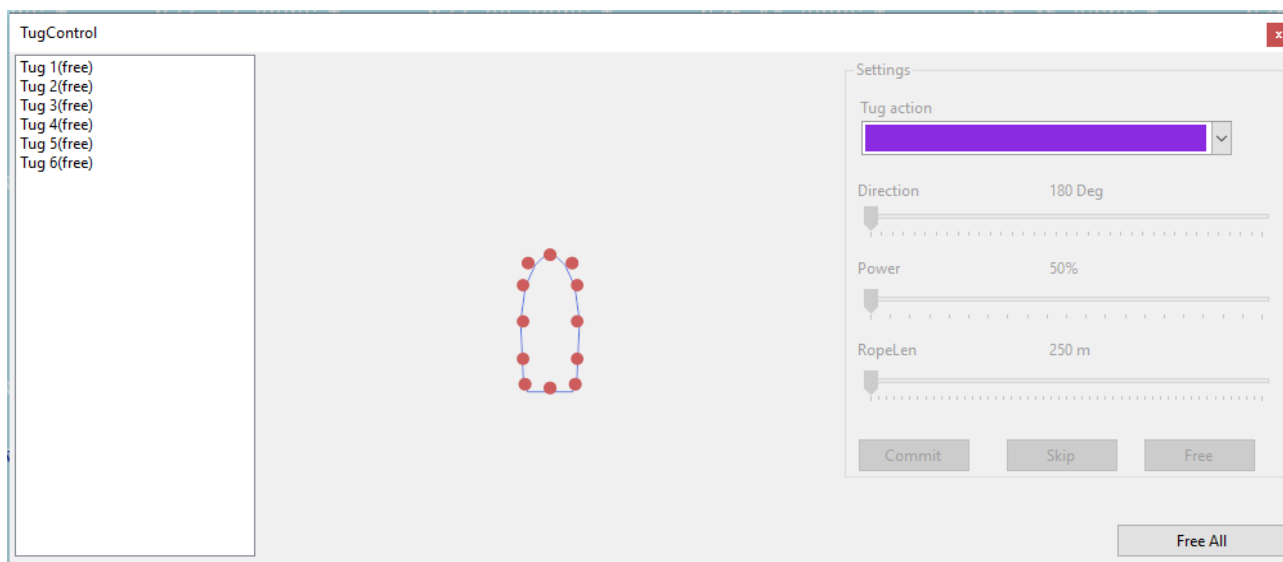 TugControl
x
Tug 1(free)
Tug 2(free)
Tug 3(free)
Tug 4(free)
Tug 5(free)
Tug 6(free)
Settings
Tug action
Direction 180 Deg
Power 50%
RopeLen 250 m
Commit Skip Free
Free All